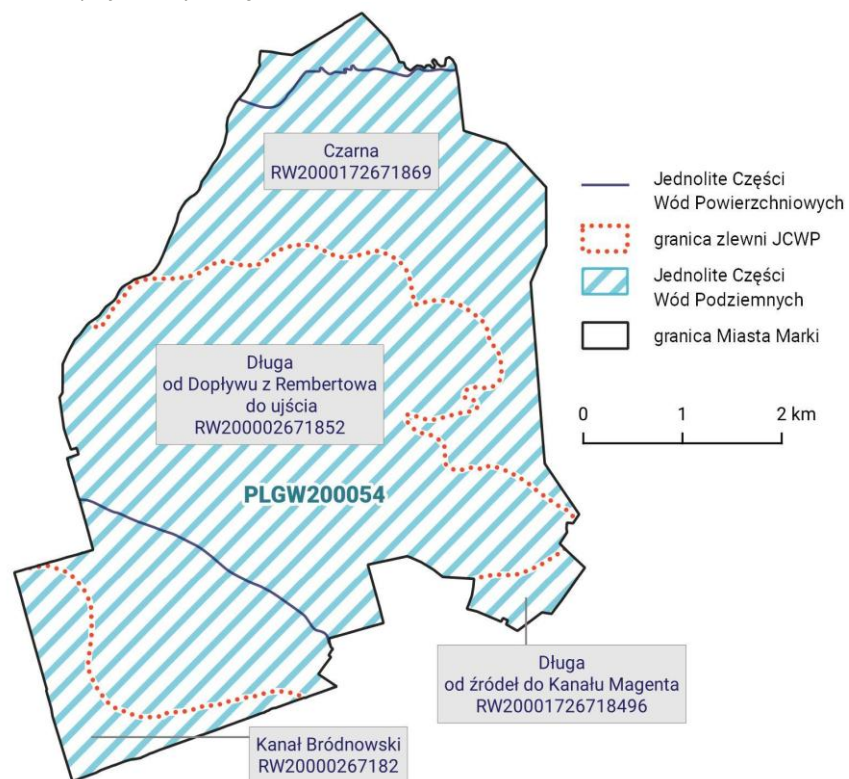 Czarna
RW2000172671869
Długa
od Dopływu z Rembertowa
do ujścia
RW200002671852
PLGW200054
Długa
od źródeł do Kanału Magenta
RW20001726718496
Kanał Bródnowski
RW20000267182
Jednolite Części
Wód Powierzchniowych
granica zlewni JCWP
Jednolite Części
Wód Podziemnych
granica Miasta Marki
0 1 2 km